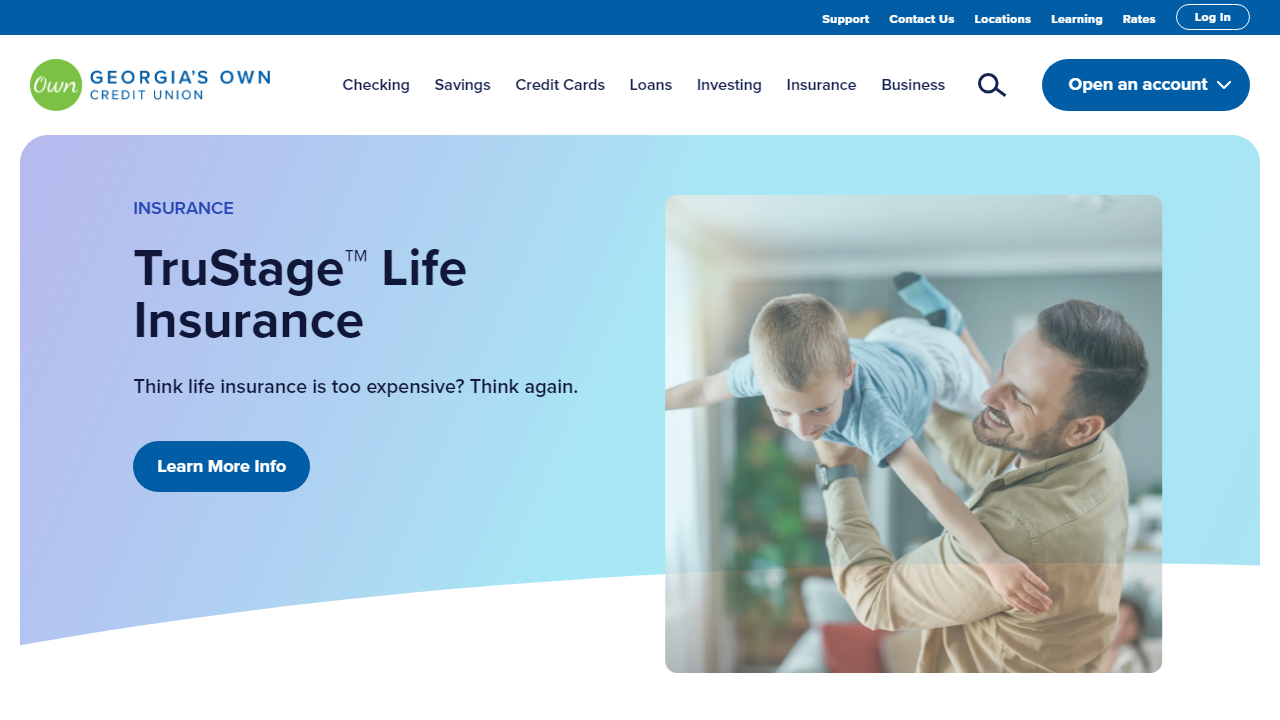 Support Contact Us Locations Learning Rates Log In
Own GEORGIA'S OWN
CREDIT UNION
Checking Savings Credit Cards Loans Investing Insurance Business Open an account
INSURANCE
TruStage™ Life
Insurance
Think life insurance is too expensive? Think again.
Learn More Info